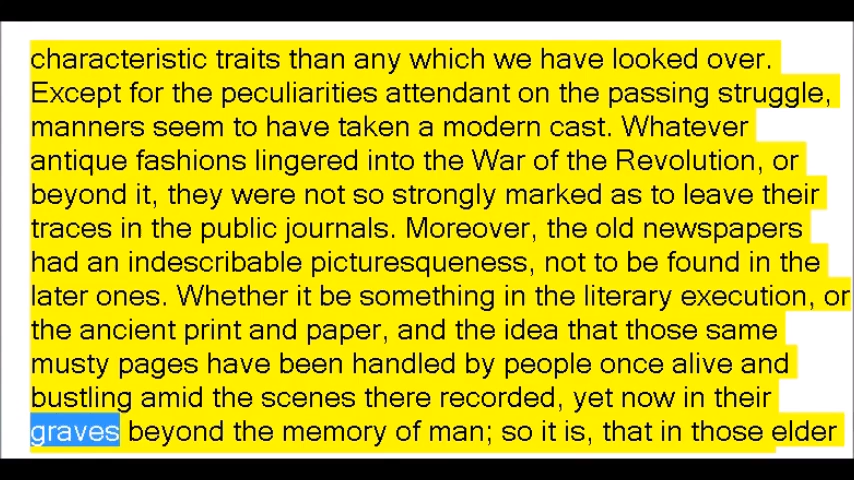 characteristic traits than any which we have looked over.
Except for the peculiarities attendant on the passing struggle,
manners seem to have taken a modern cast. Whatever
antique fashions lingered into the War of the Revolution, or
beyond it, they were not so strongly marked as to leave their
traces in the public journals. Moreover, the old newspapers
had an indescribable picturesqueness, not to be found in the
later ones. Whether it be something in the literary execution, or
the ancient print and paper, and the idea that those same
musty pages have been handled by people once alive and
bustling amid the scenes there recorded, yet now in their
graves beyond the memory of man; so it is, that in those elder